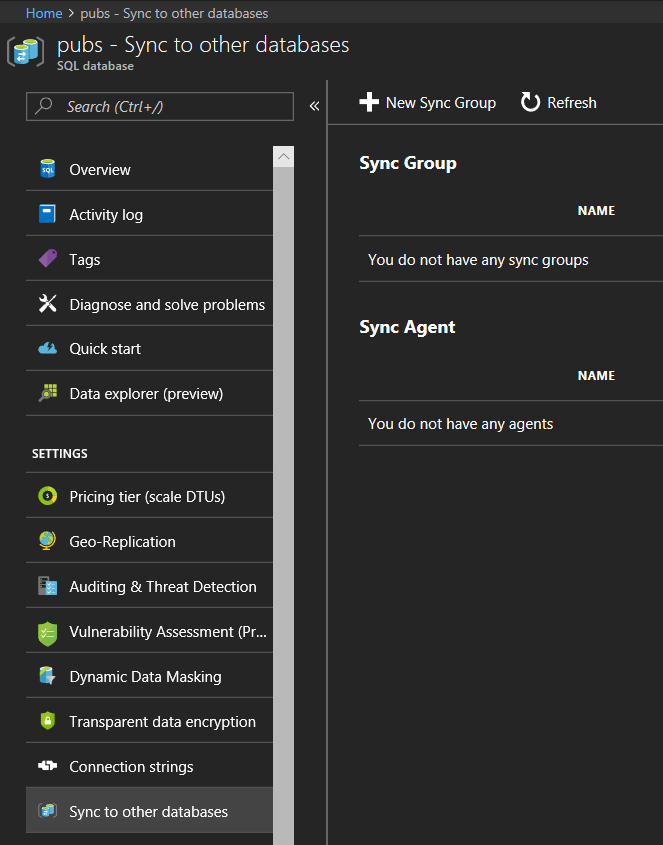 Home > pubs - Sync to other databases
pubs - Sync to other databases
SQL database
Search (Ctrl+/)
«
New Sync Group
Refresh
Overview
Activity log
Tags
Diagnose and solve problems
Quick start
Data explorer (preview)
SETTINGS
Pricing tier (scale DTUs)
Geo-Replication
Auditing & Threat Detection
Vulnerability Assessment (Pr...
Dynamic Data Masking
Transparent data encryption
Connection strings
Sync to other databases
Sync Group
NAME
You do not have any sync groups
Sync Agent
NAME
You do not have any agents